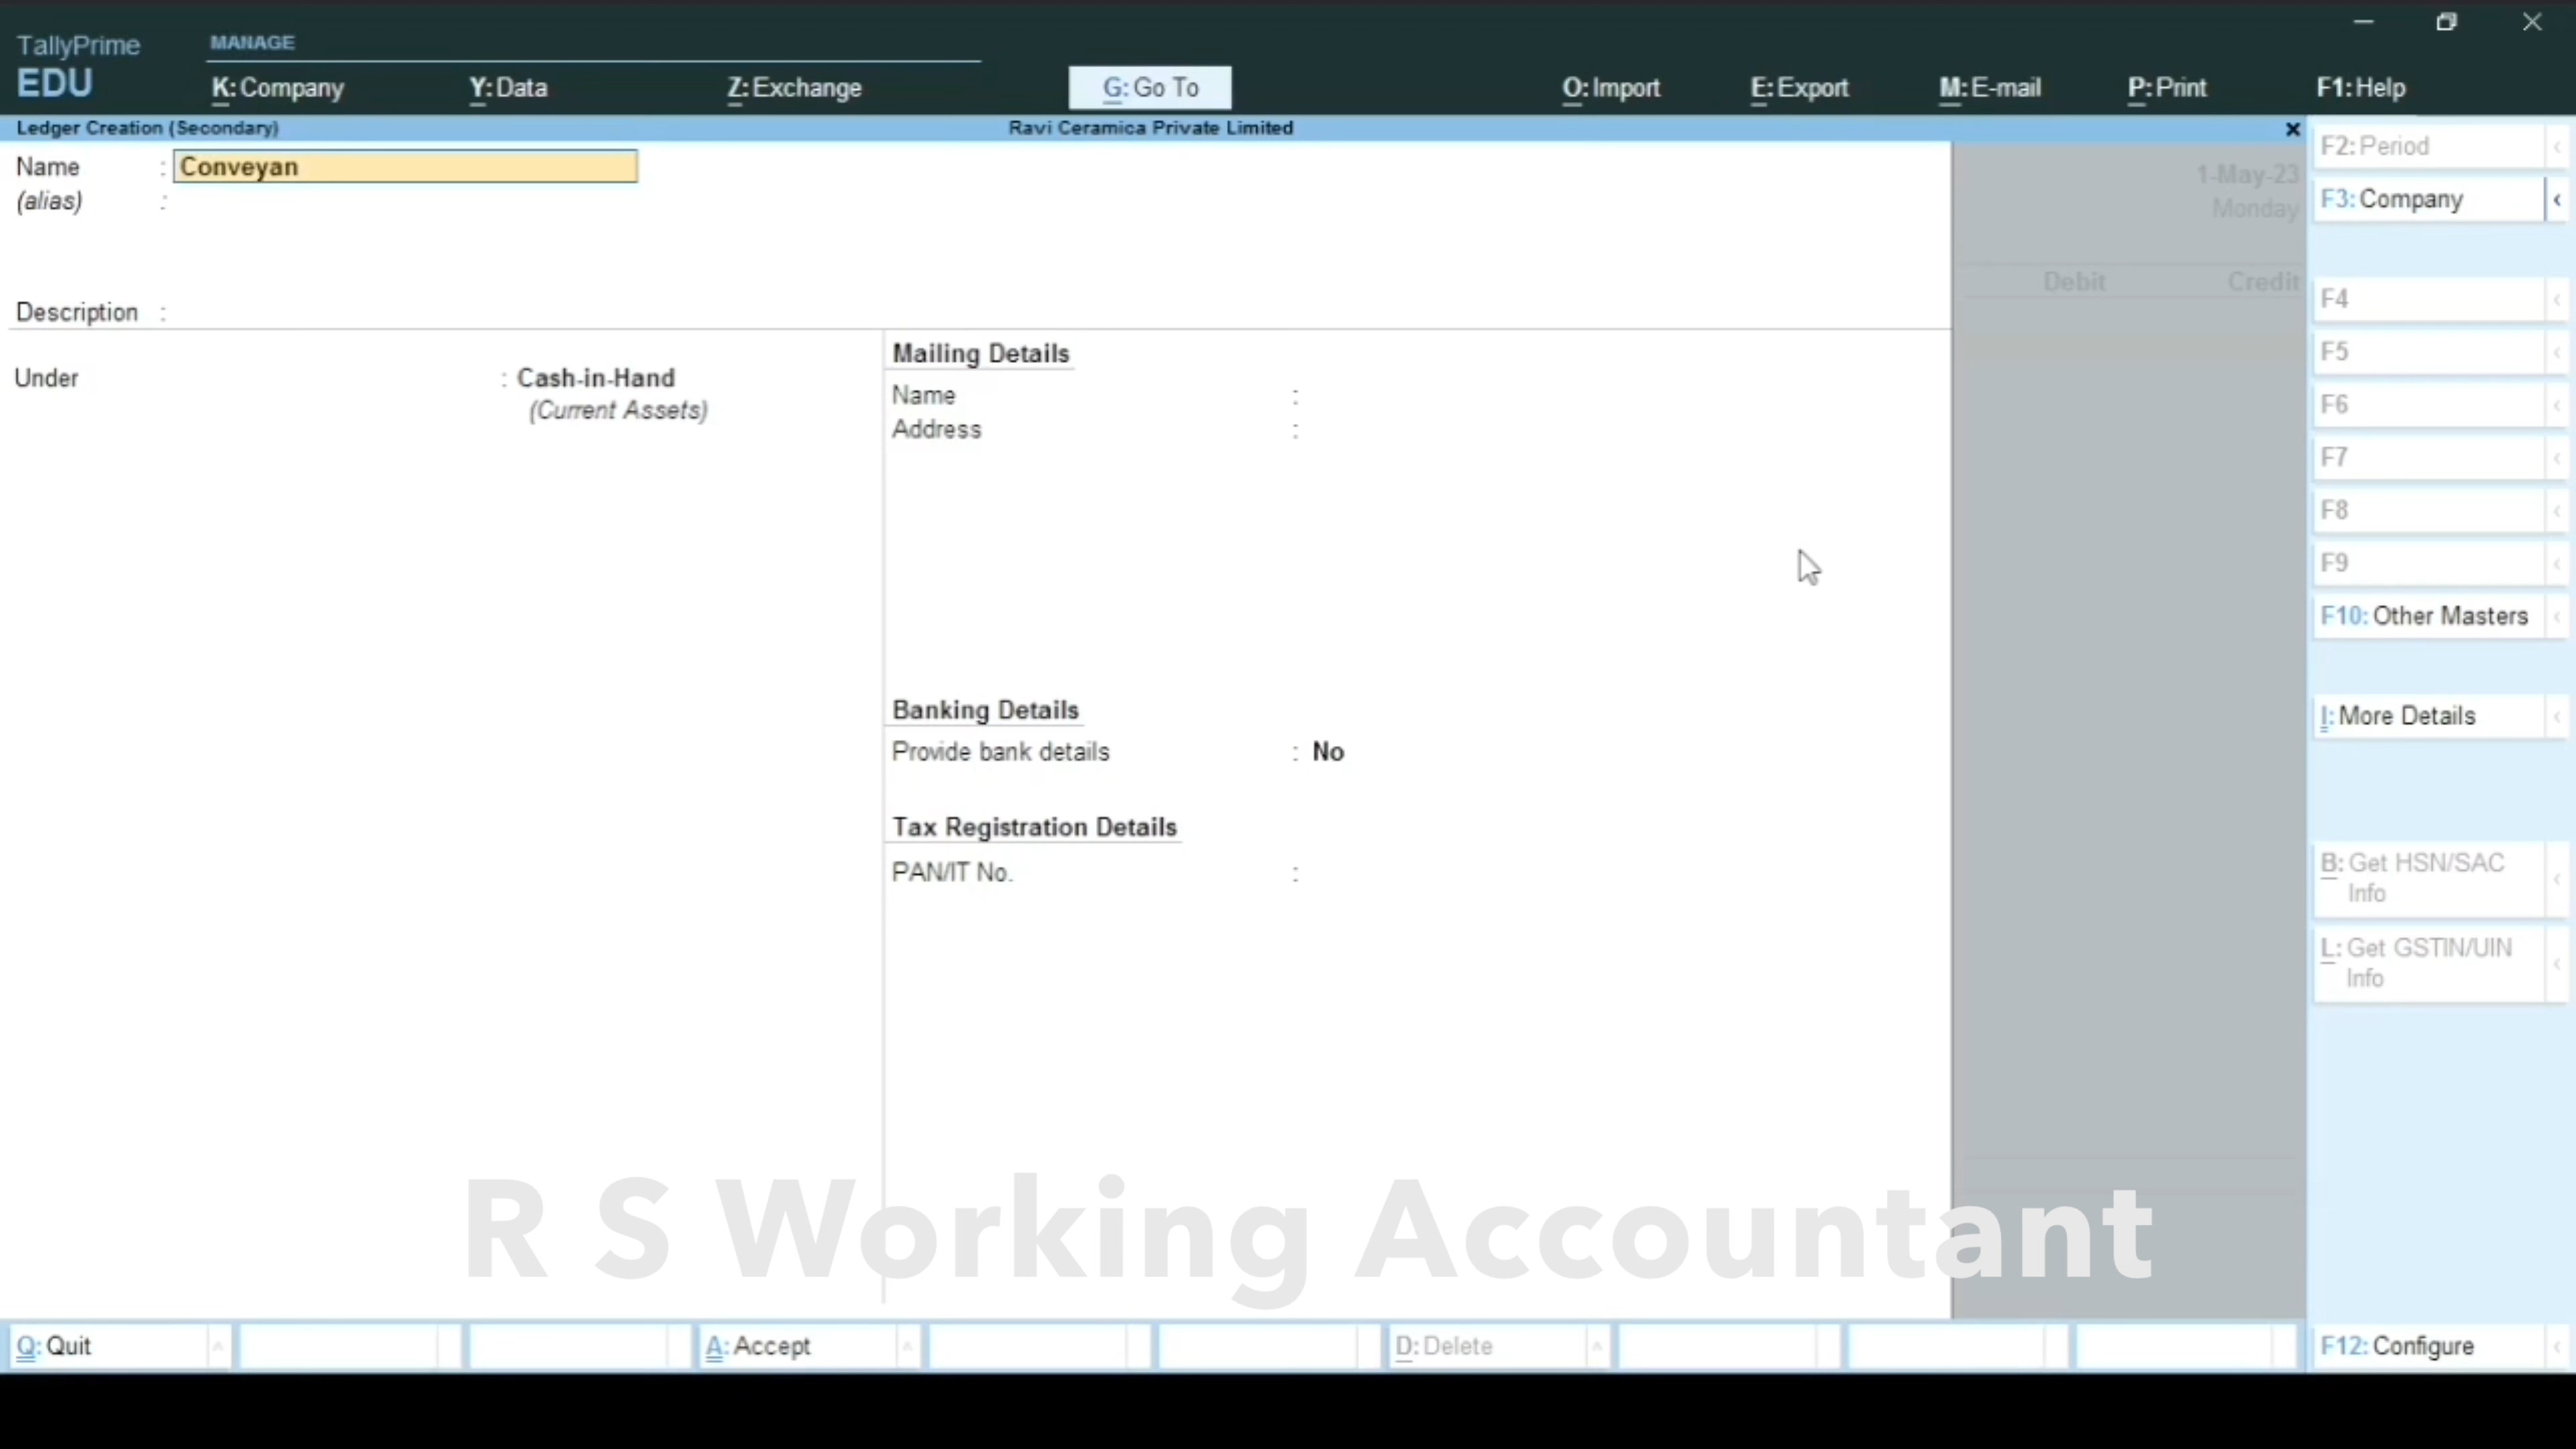 TallyPrime
EDU
MANAGE
K: Company
Y: Data
Z: Exchange
G: Go To
O: Import
E: Export
M: E-mail
P: Print
F1: Help
Ledger Creation (Secondary)
Ravi Ceramica Private Limited
Name : Conveyan
(alias) :
Description :
Under : Cash-in-Hand
(Current Assets)
Mailing Details
Name :
Address :
Banking Details
Provide bank details : No
Tax Registration Details
PAN/IT No. :
1-May-23
Monday
Debit Credit
F2: Period
F3: Company
F4
F5
F6
F7
F8
F9
F10: Other Masters
I: More Details
B: Get HSN/SAC
Info
L: Get GSTIN/UIN
Info
R S Working Accountant
Q: Quit
A: Accept
D: Delete
F12: Configure